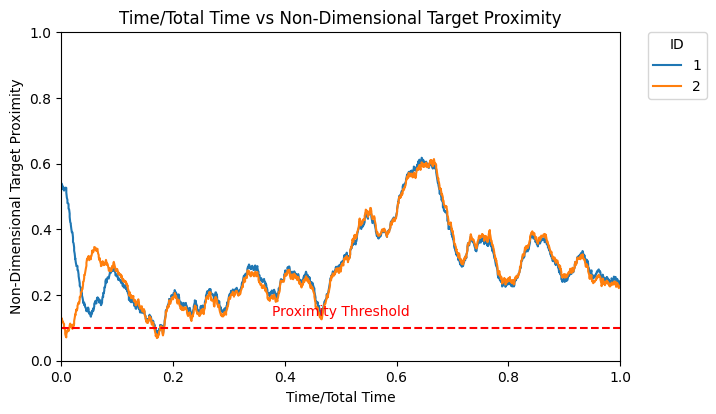 Time/Total Time vs Non-Dimensional Target Proximity
ID
1
2
Non-Dimensional Target Proximity
1.0
0.8
0.6
0.4
0.2
0.0
Proximity Threshold
0.0 0.2 0.4 0.6 0.8 1.0
Time/Total Time